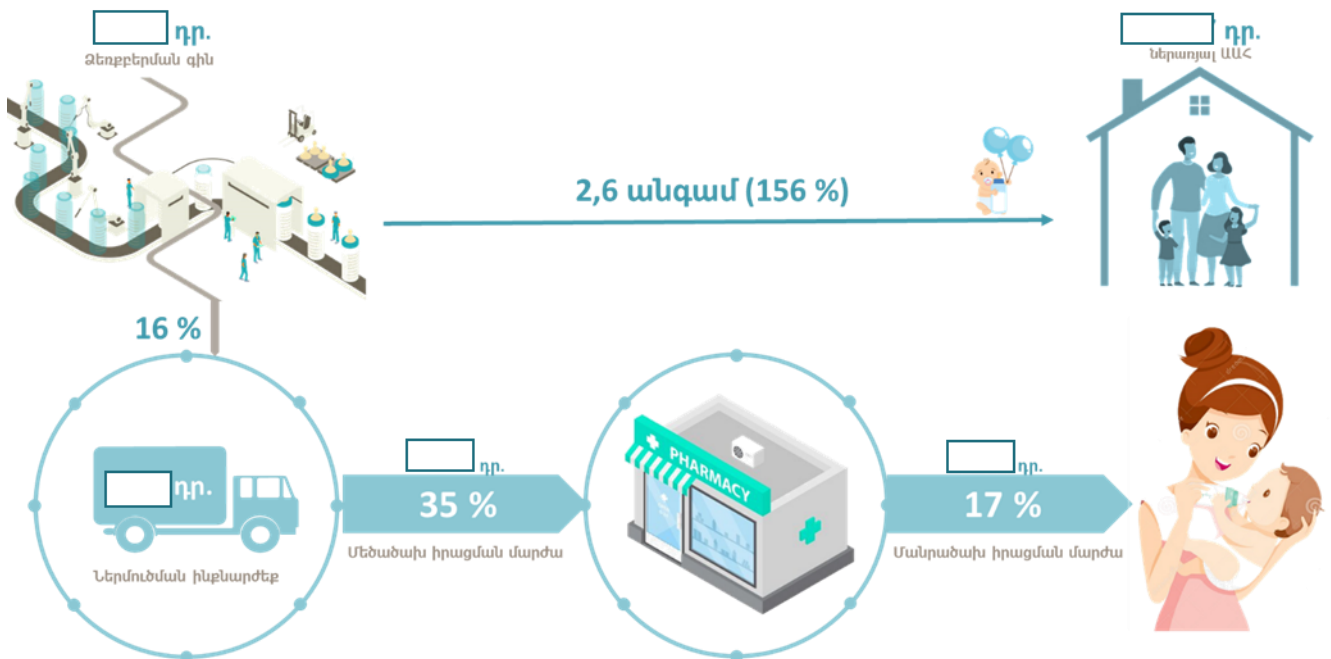 դր.
Ձեռքբերման գին
դր.
Ներառյալ ԱԱՀ
2,6 անգամ (156 %)
16 %
դր.
Ներմուծման ինքնարժեք
դր.
35 %
Մեծածախ իրացման մարժա
PHARMACY
դր.
17 %
Մանրածախ իրացման մարժա